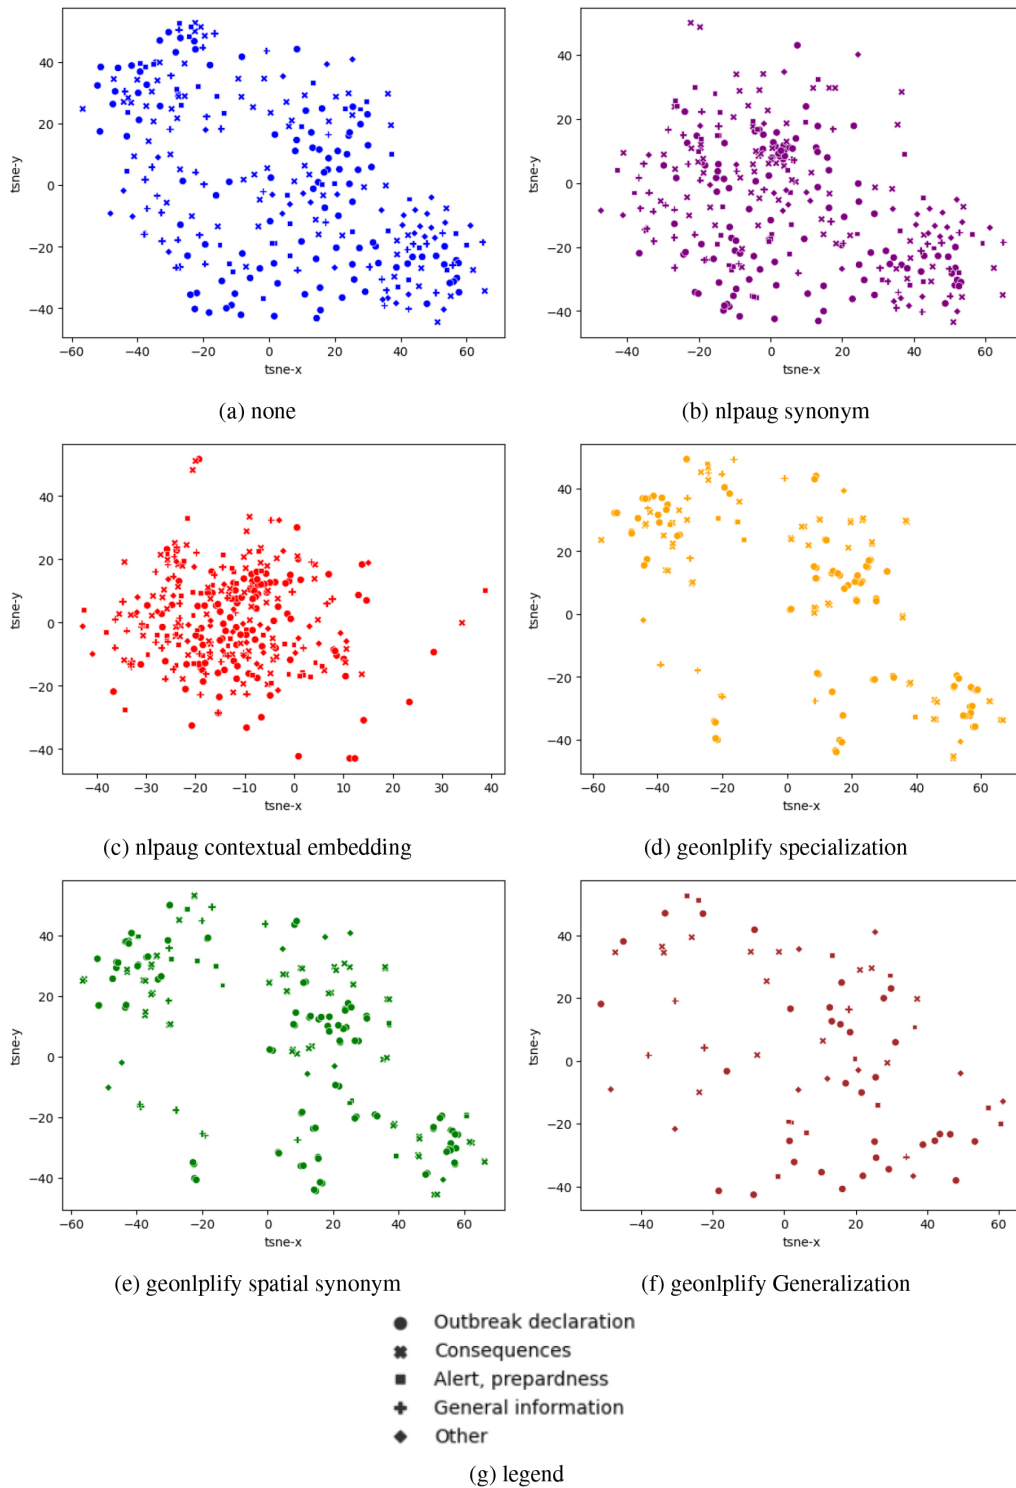 40
20
0
−20
−40
tsne-y
−60 −40 −20 0 20 40 60
tsne-x
(a) none
40
20
0
−20
−40
tsne-y
−40 −20 0 20 40 60
tsne-x
(b) nlpaug synonym
40
20
0
−20
−40
tsne-y
−40 −30 −20 −10 0 10 20 30 40
tsne-x
(c) nlpaug contextual embedding
40
20
0
−20
−40
tsne-y
−60 −40 −20 0 20 40 60
tsne-x
(d) geonlplify specialization
40
20
0
−20
−40
tsne-y
−60 −40 −20 0 20 40 60
tsne-x
(e) geonlplify spatial synonym
40
20
0
−20
−40
tsne-y
−40 −20 0 20 40 60
tsne-x
(f) geonlplify Generalization
Outbreak declaration
Consequences
Alert, prepardness
General information
Other
(g) legend